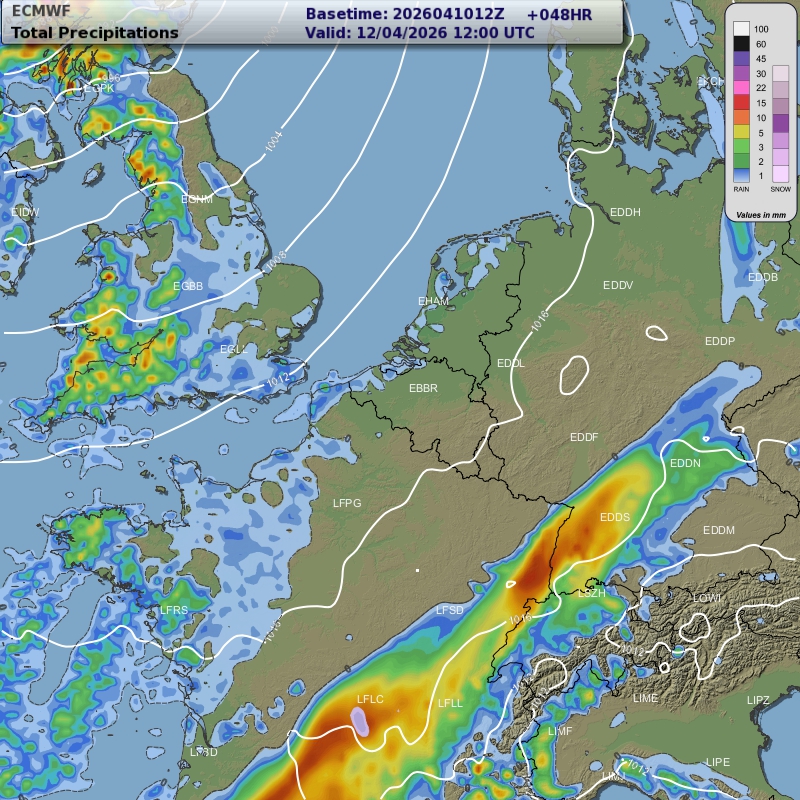 ECMWF
Basetime: 2026041012Z +048HR
Total Precipitations
Valid: 12/04/2026 12:00 UTC
100
60
45
30
22
15
10
5
3
2
1
RAIN SNOW
Values in mm
EGPK
1004
EIDW
EGNM
EDDH
1008
EGBB
EDDV
EDDB
EHAM
1016
EGLL
EDDP
EDDL
1012
EBBR
EDDF
EDDN
LFPG
EDDS
EDDM
LSZH
LOWI
LFRS
LFSD
1016
1012
LFLC
LFLL
LIME
LIPZ
LIMF
LFBD
LIPE
1012